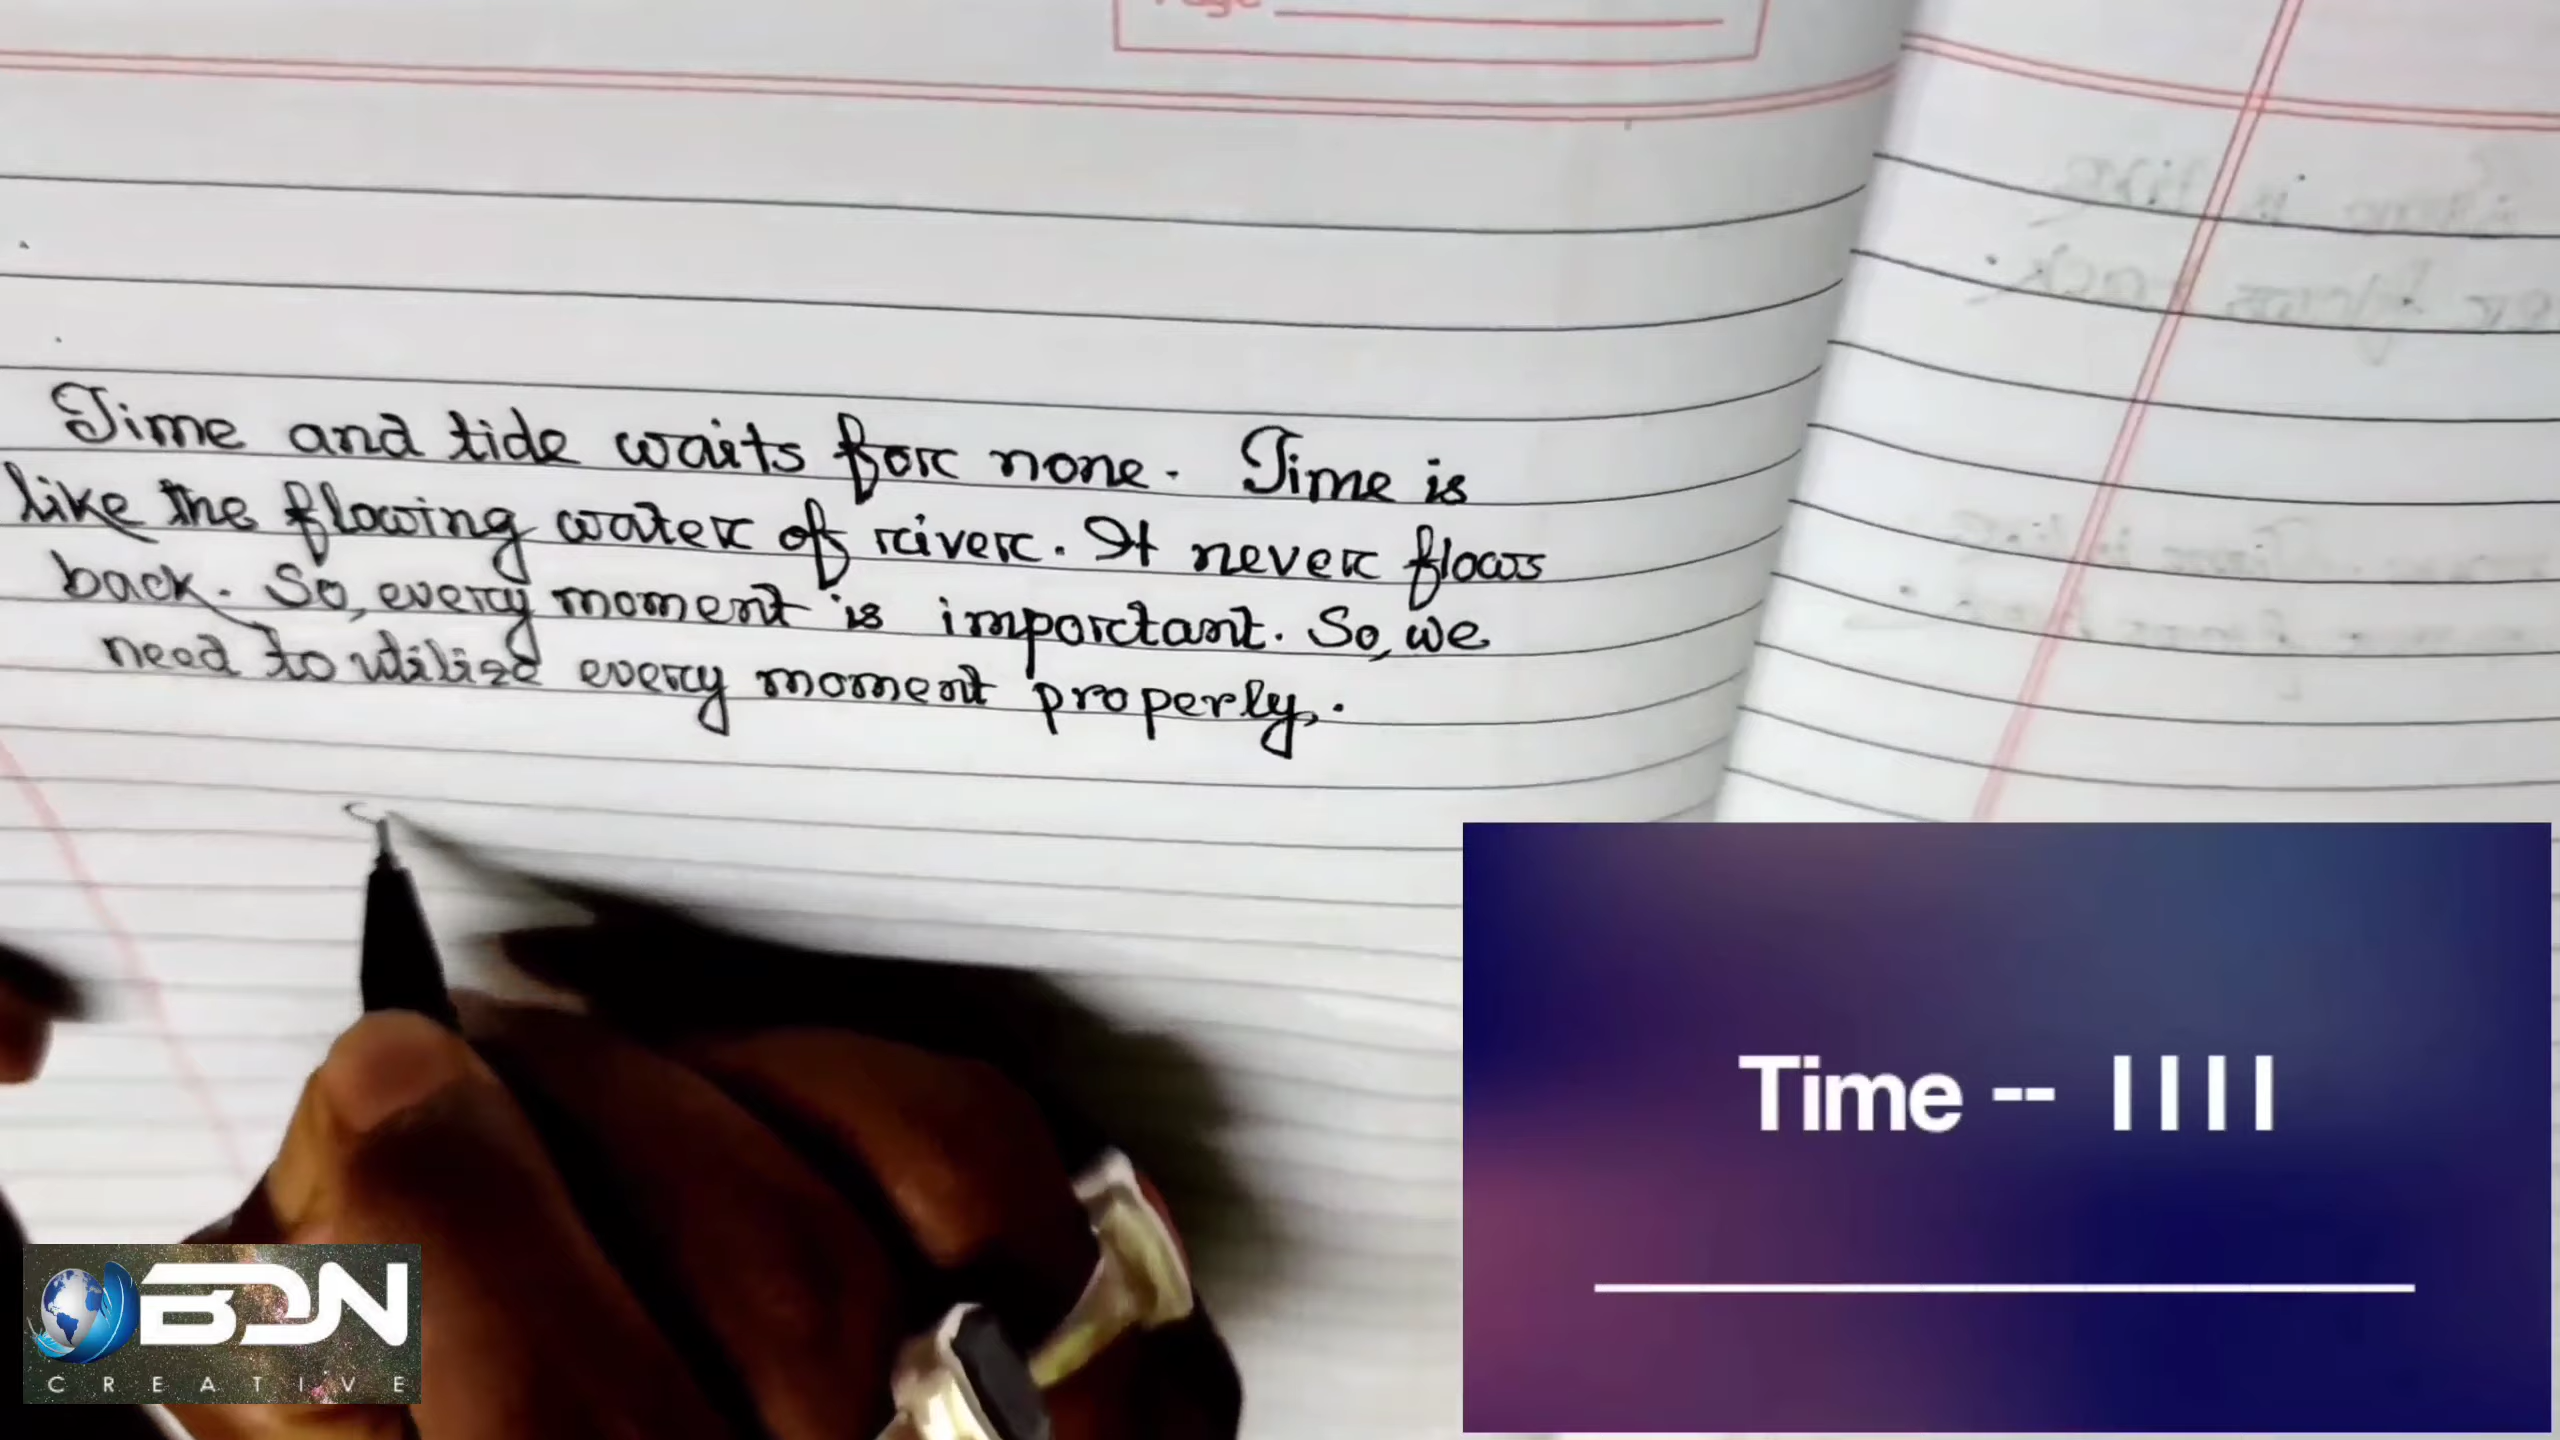 Page
Time and tide waits for none. Time is
like the flowing water of river. It never flows
back. So, every moment is important. So, we
need to utilize every moment properly.
Time -- IIII
BDN
CREATIVE